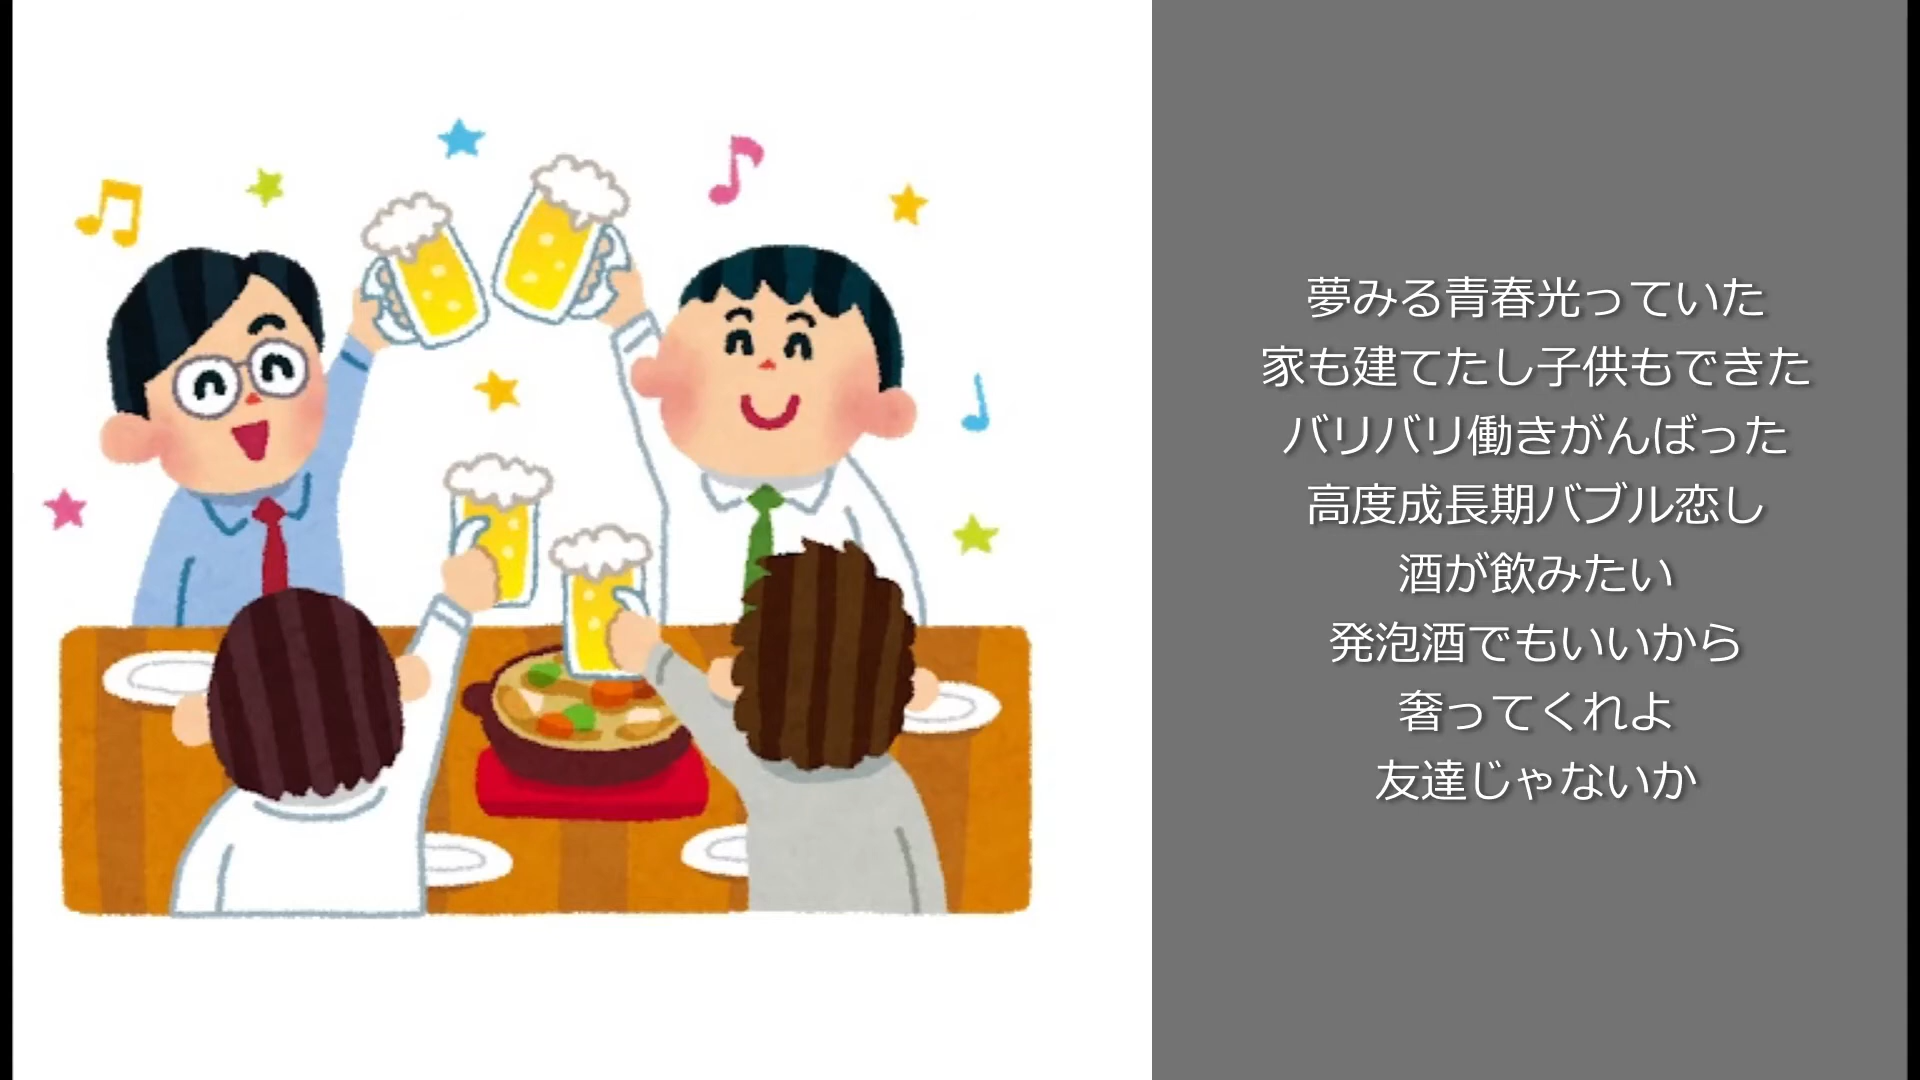 夢みる青春光っていた
家も建てたし子供もできた
バリバリ働きがんばった
高度成長期バブル恋し
酒が飲みたい
発泡酒でもいいから
奢ってくれよ
友達じゃないか